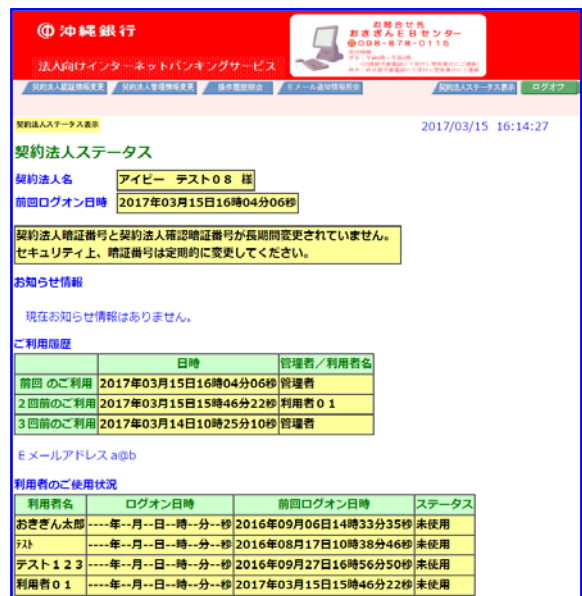 沖縄銀行
法人向けインターネットバンキングサービス
お問合せ先
おきぎんEBセンター
098-878-0115
契約法人認証情報変更 契約法人管理情報変更 操作履歴照会 Eメール通知情報照会 契約法人ステータス表示 ログオフ
契約法人ステータス表示
2017/03/15 16:14:27
契約法人ステータス
契約法人名 アイピー テスト08 様
前回ログオン日時 2017年03月15日16時04分06秒
契約法人暗証番号と契約法人確認暗証番号が長期間変更されていません。
セキュリティ上、暗証番号は定期的に変更してください。
お知らせ情報
現在お知らせ情報はありません。
ご利用履歴
日時 管理者/利用者名
前回 のご利用 2017年03月15日16時04分06秒 管理者
2回前のご利用 2017年03月15日15時46分22秒 利用者01
3回前のご利用 2017年03月14日10時25分10秒 管理者
Eメールアドレス a@b
利用者のご使用状況
利用者名 ログオン日時 前回ログオン日時 ステータス
おきぎん太郎 ----年--月--日--時--分--秒 2016年09月06日14時33分35秒 未使用
テスト ----年--月--日--時--分--秒 2016年08月17日10時38分46秒 未使用
テスト123 ----年--月--日--時--分--秒 2016年09月27日16時56分50秒 未使用
利用者01 ----年--月--日--時--分--秒 2017年03月15日15時46分22秒 未使用